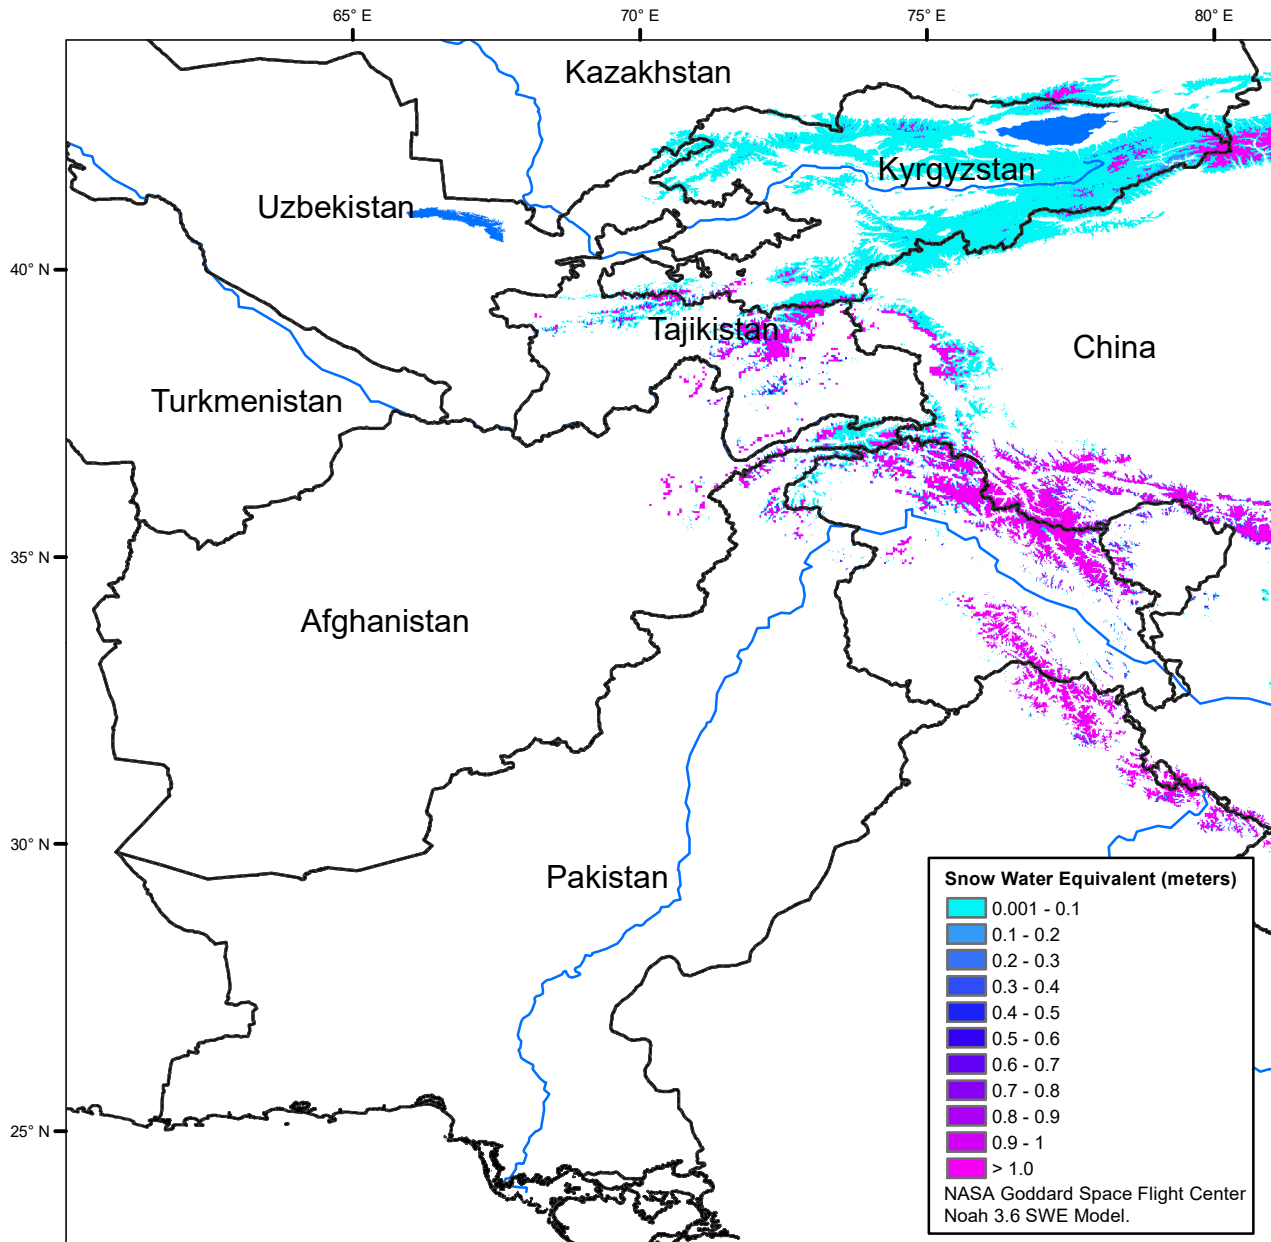 65° E
70° E
75° E
80° E
Kazakhstan
Kyrgyzstan
Uzbekistan
40° N
Tajikistan
China
Turkmenistan
35° N
Afghanistan
30° N
Pakistan
25° N
Snow Water Equivalent (meters)
0.001 - 0.1
0.1 - 0.2
0.2 - 0.3
0.3 - 0.4
0.4 - 0.5
0.5 - 0.6
0.6 - 0.7
0.7 - 0.8
0.8 - 0.9
0.9 - 1
> 1.0
NASA Goddard Space Flight Center
Noah 3.6 SWE Model.